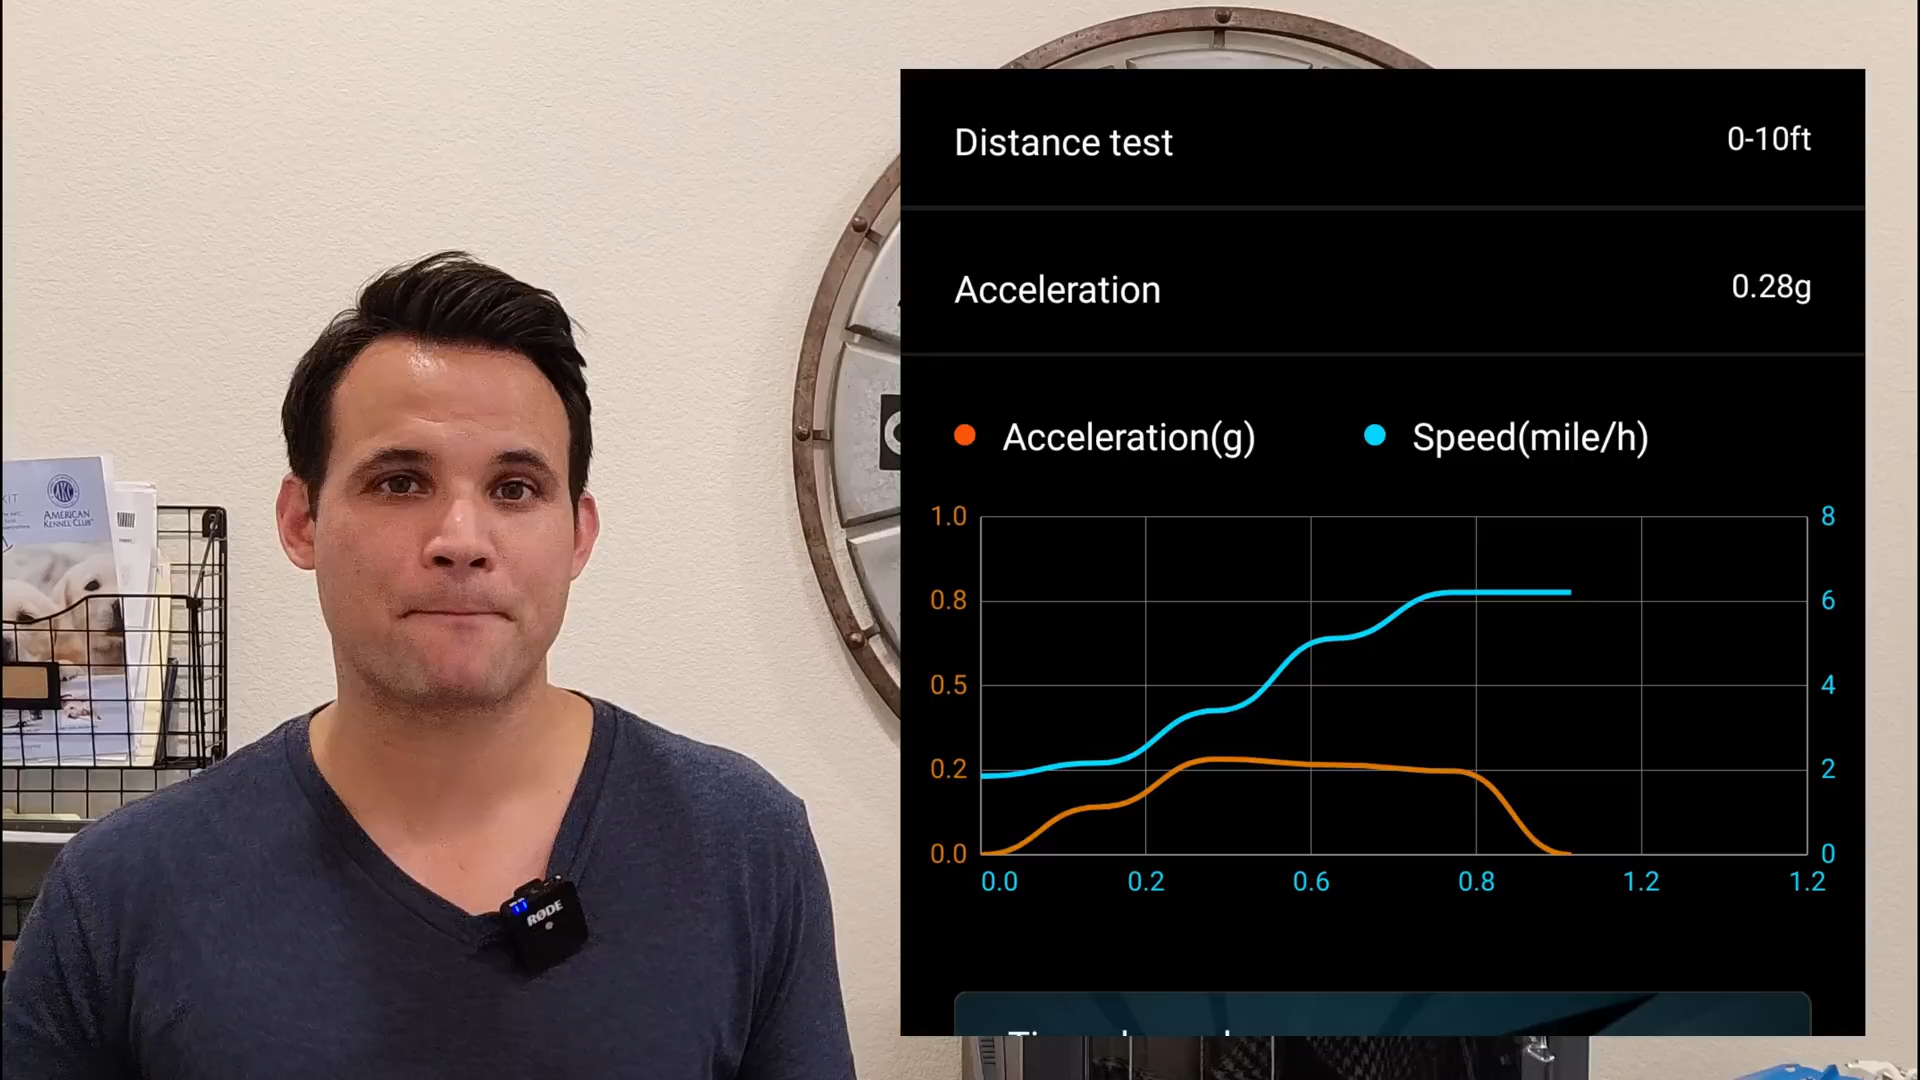 Distance test
0-10ft
Acceleration
0.28g
Acceleration(g)
Speed(mile/h)
1.0
8
0.8
6
0.5
4
0.2
2
0.0
0
0.0
0.2
0.6
0.8
1.2
1.2
KIT
AKC
AMERICAN
KENNEL CLUB
RØDE